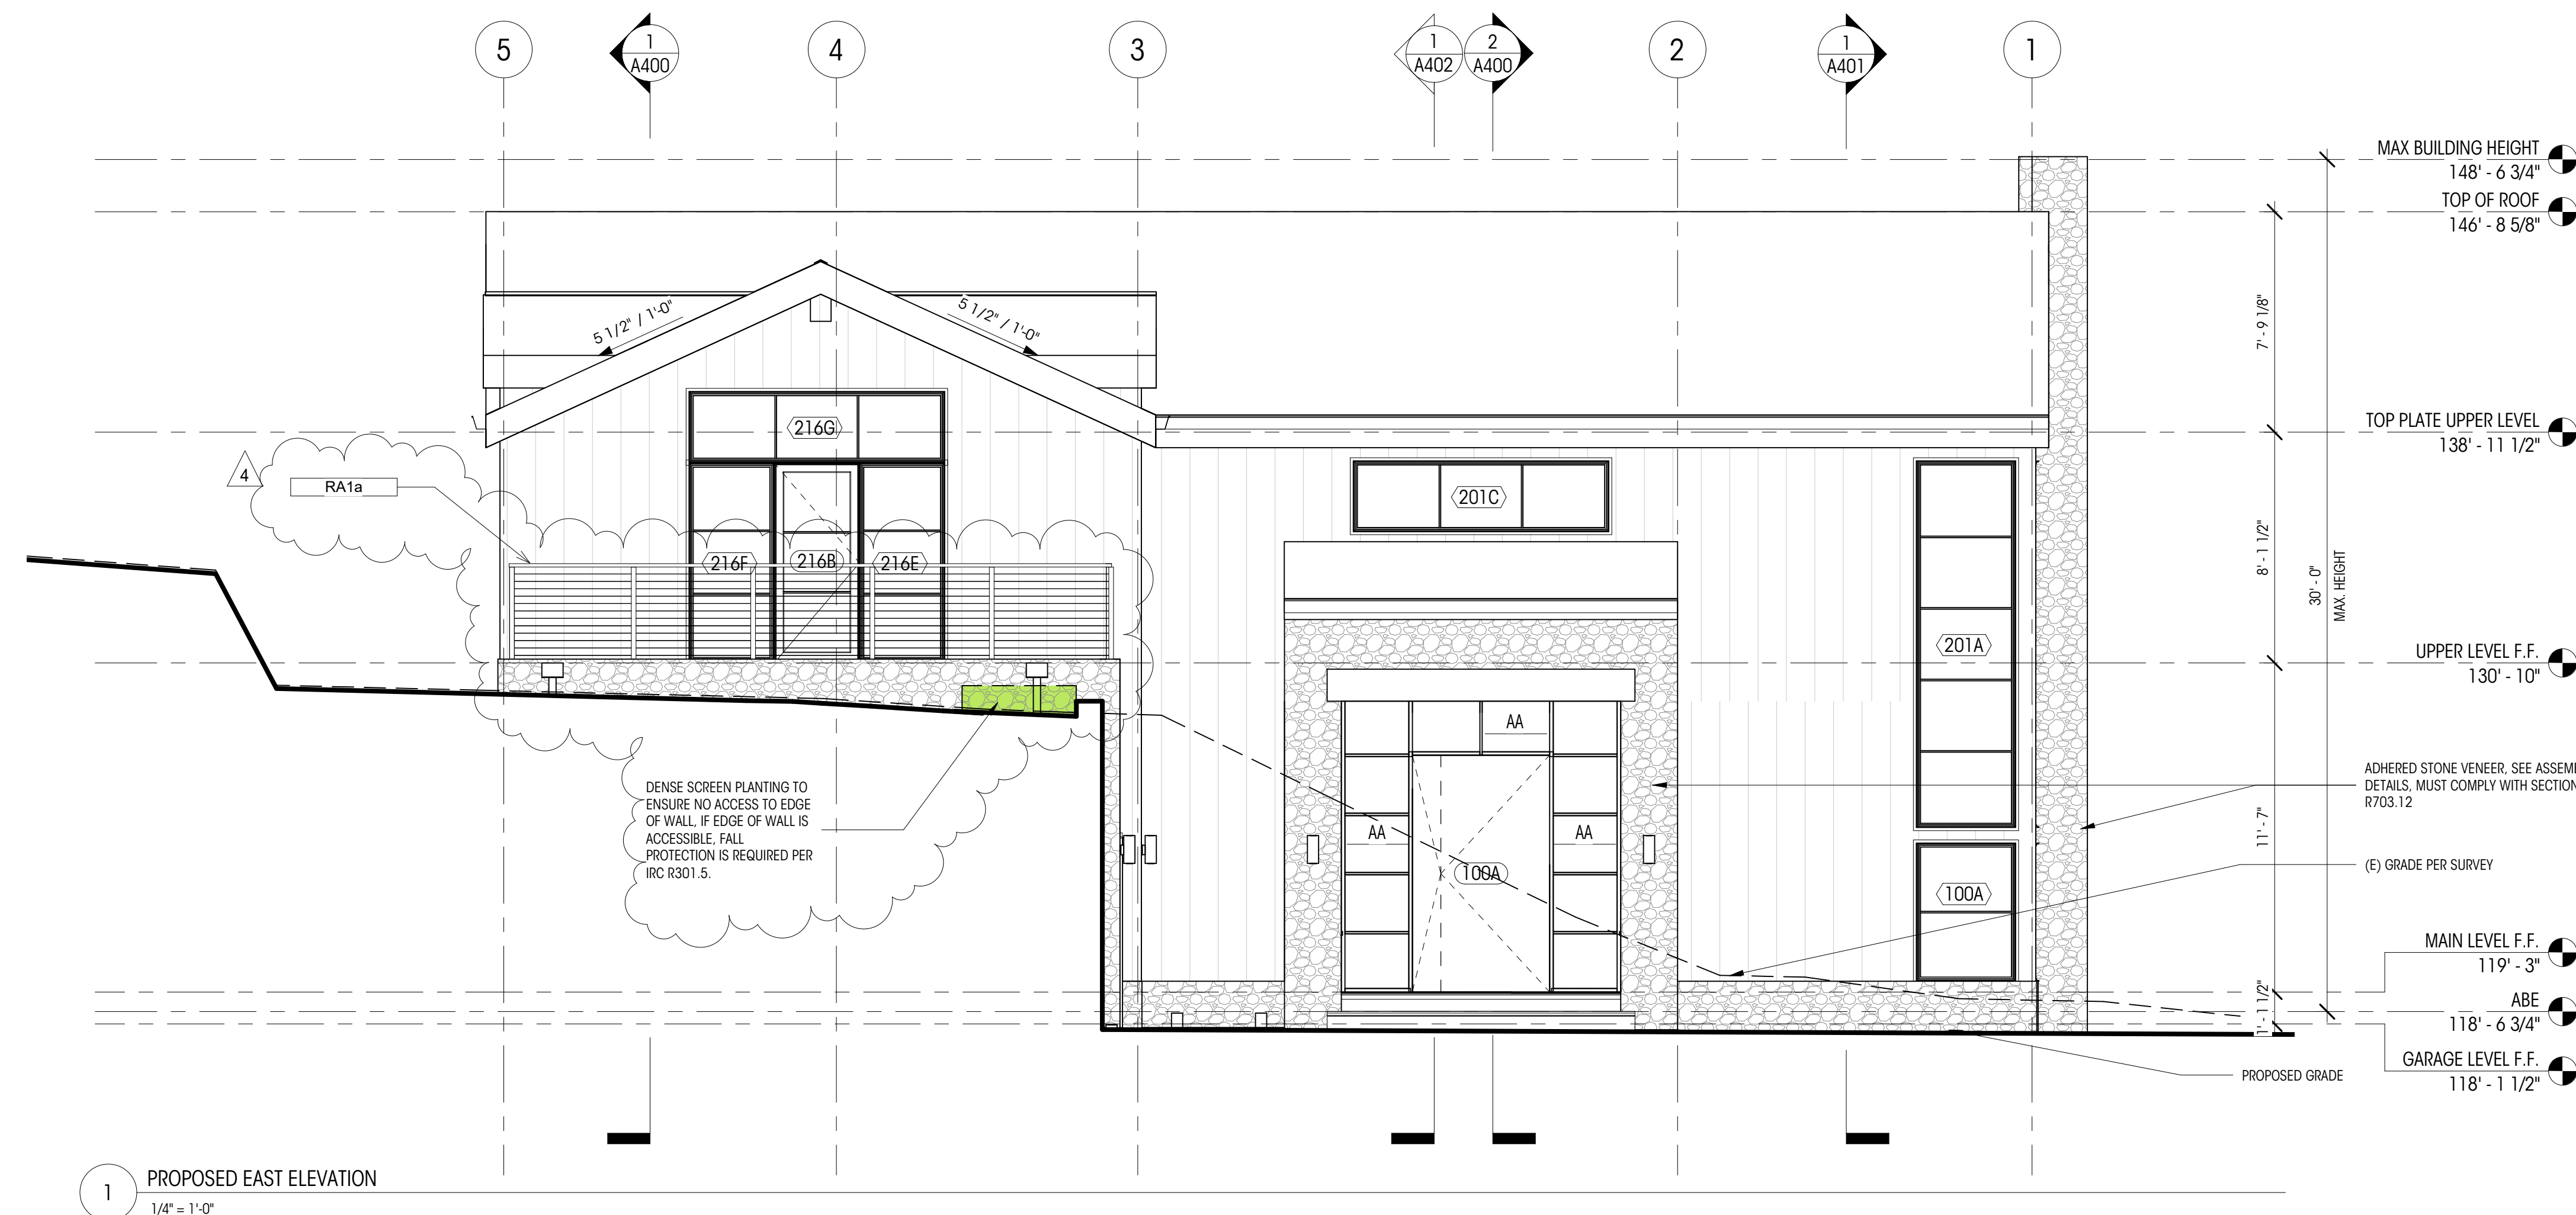 5
1
A400
4
3
1
A402
2
A400
2
1
A401
1
MAX BUILDING HEIGHT
148' - 6 3/4"
TOP OF ROOF
146' - 8 5/8"
5 1/2" / 1'-0"
5 1/2" / 1'-0"
7' - 9 1/8"
TOP PLATE UPPER LEVEL
138' - 11 1/2"
216G
4
RA1a
201C
216F
216B
216E
8' - 1 1/2"
30' - 0"
MAX. HEIGHT
201A
UPPER LEVEL F.F.
130' - 10"
AA
DENSE SCREEN PLANTING TO
ENSURE NO ACCESS TO EDGE
OF WALL, IF EDGE OF WALL IS
ACCESSIBLE, FALL
PROTECTION IS REQUIRED PER
IRC R301.5.
AA
AA
100A
100A
11' - 7"
ADHERED STONE VENEER, SEE ASSEM
DETAILS, MUST COMPLY WITH SECTION
R703.12
(E) GRADE PER SURVEY
MAIN LEVEL F.F.
119' - 3"
1' - 1 1/2"
ABE
118' - 6 3/4"
GARAGE LEVEL F.F.
118' - 1 1/2"
PROPOSED GRADE
1
PROPOSED EAST ELEVATION
1/4" = 1'-0"